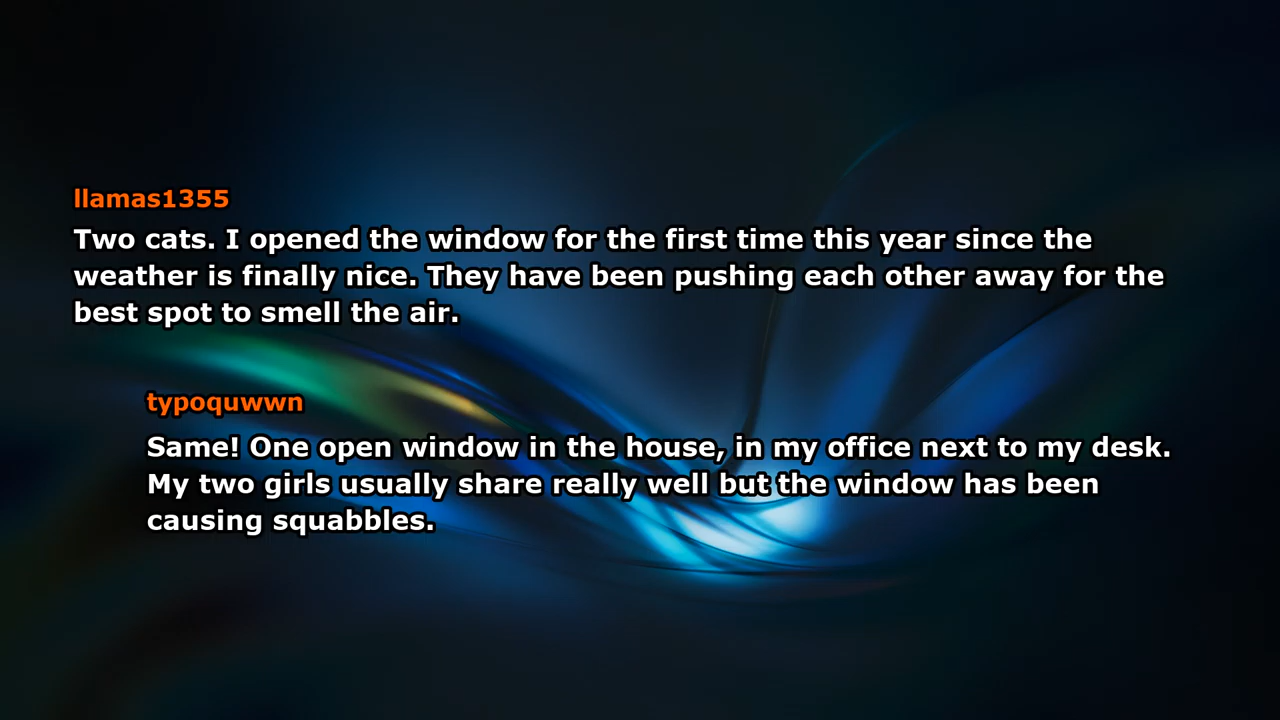 llamas1355
Two cats. I opened the window for the first time this year since the
weather is finally nice. They have been pushing each other away for the
best spot to smell the air.
typoquwwn
Same! One open window in the house, in my office next to my desk.
My two girls usually share really well but the window has been
causing squabbles.